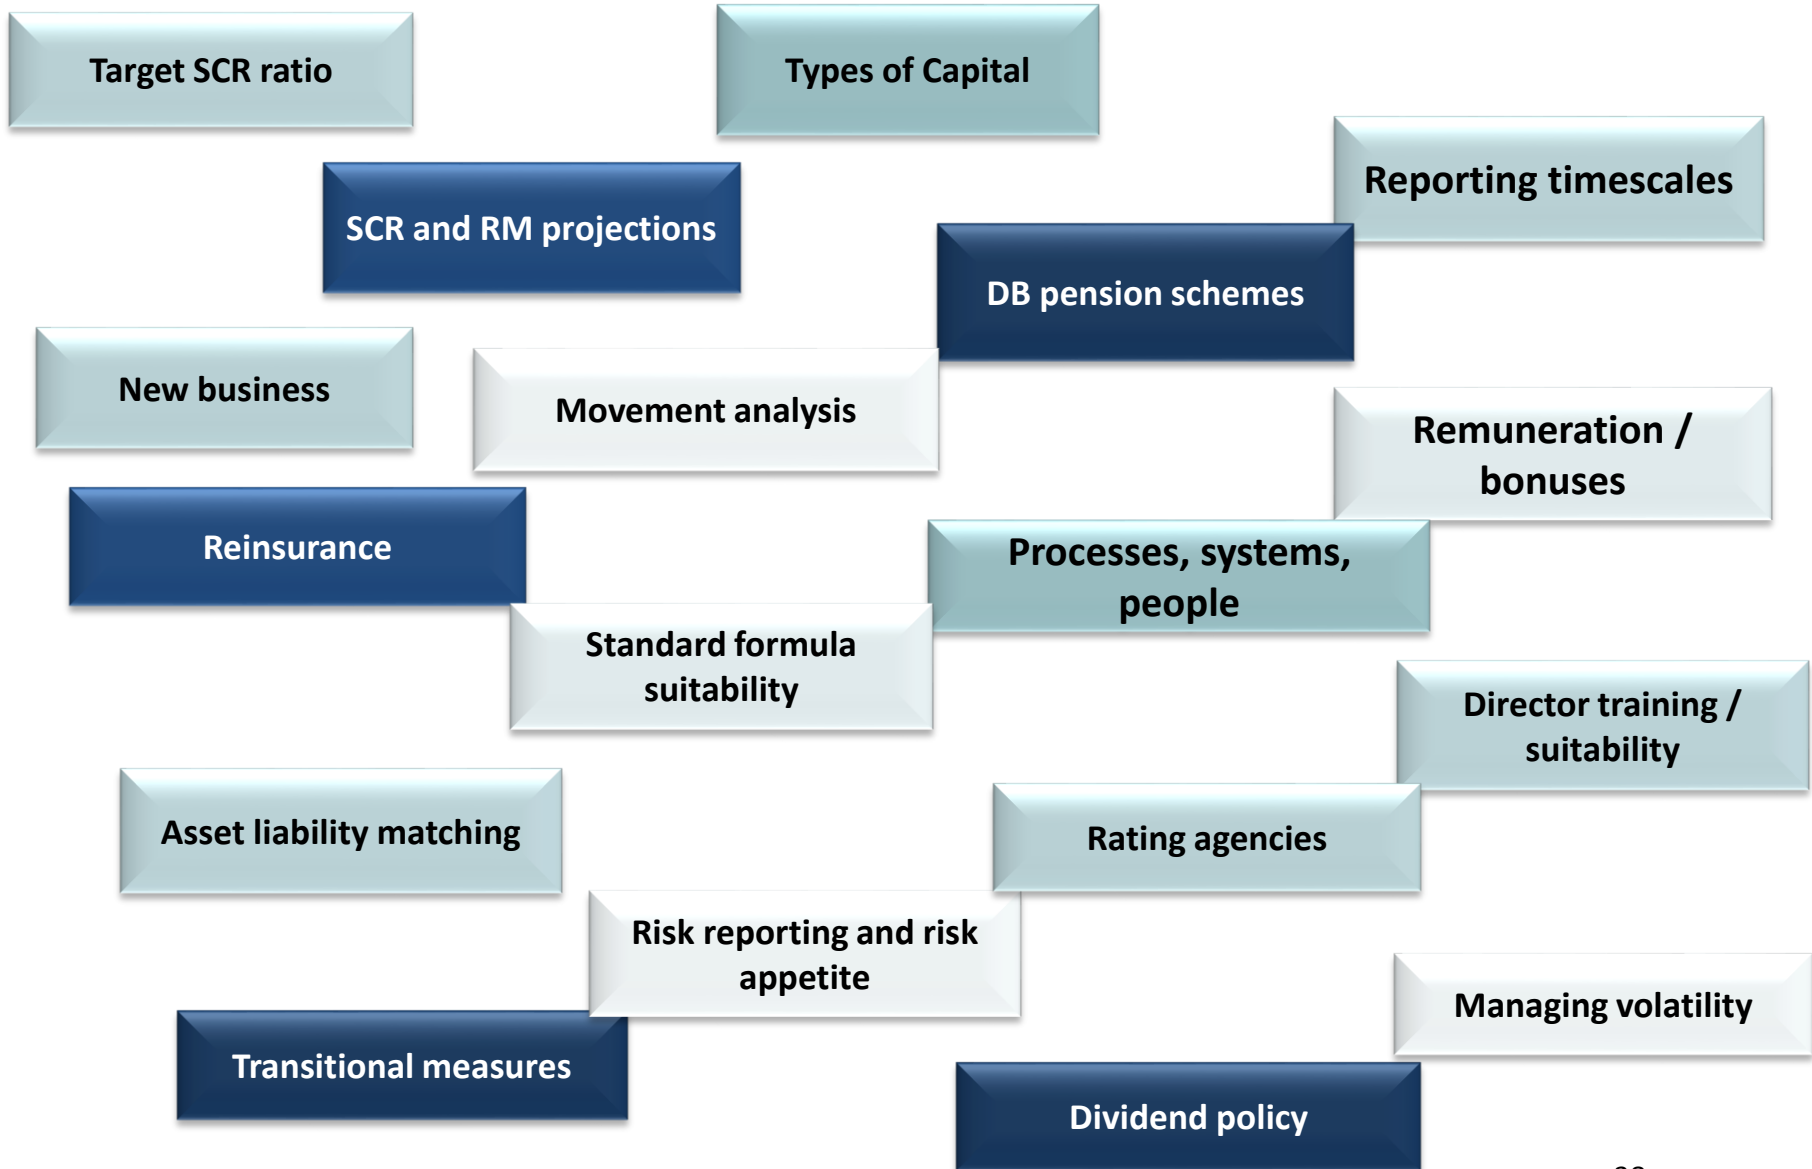 Target SCR ratio
Types of Capital
Reporting timescales
SCR and RM projections
DB pension schemes
New business
Movement analysis
Remuneration /
bonuses
Reinsurance
Processes, systems,
people
Standard formula
suitability
Director training /
suitability
Asset liability matching
Rating agencies
Risk reporting and risk
appetite
Managing volatility
Transitional measures
Dividend policy